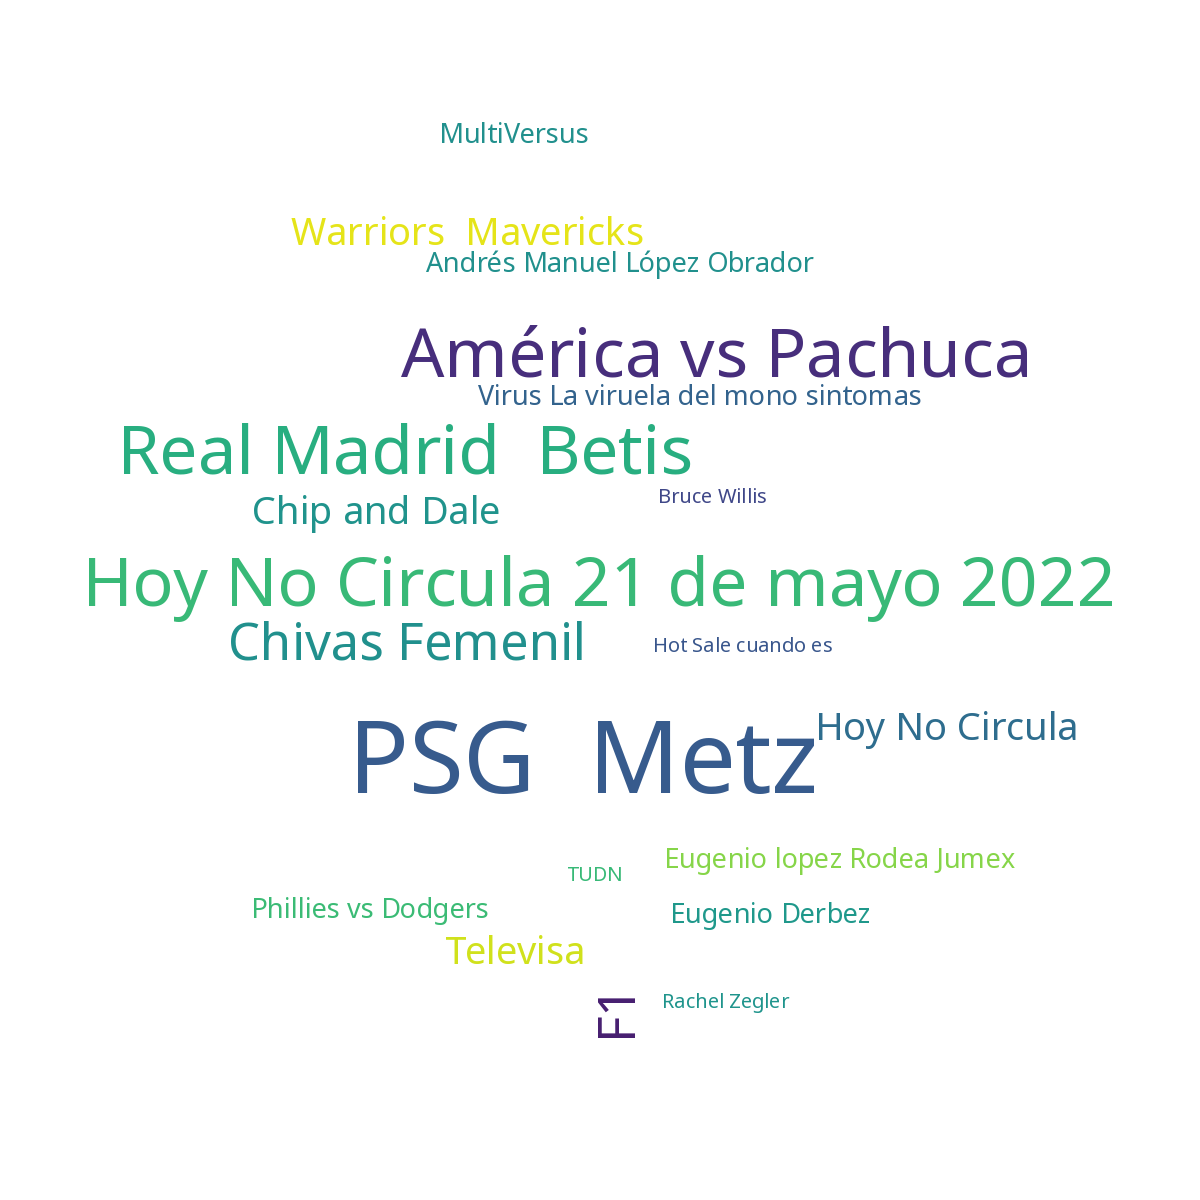 MultiVersus
Warriors  Mavericks
Andrés Manuel López Obrador
América vs Pachuca
Virus La viruela del mono sintomas
Real Madrid  Betis
Bruce Willis
Chip and Dale
Hoy No Circula 21 de mayo 2022
Chivas Femenil
Hot Sale cuando es
Hoy No Circula
PSG  Metz
Eugenio lopez Rodea Jumex
TUDN
Phillies vs Dodgers
Eugenio Derbez
Televisa
Rachel Zegler
F1